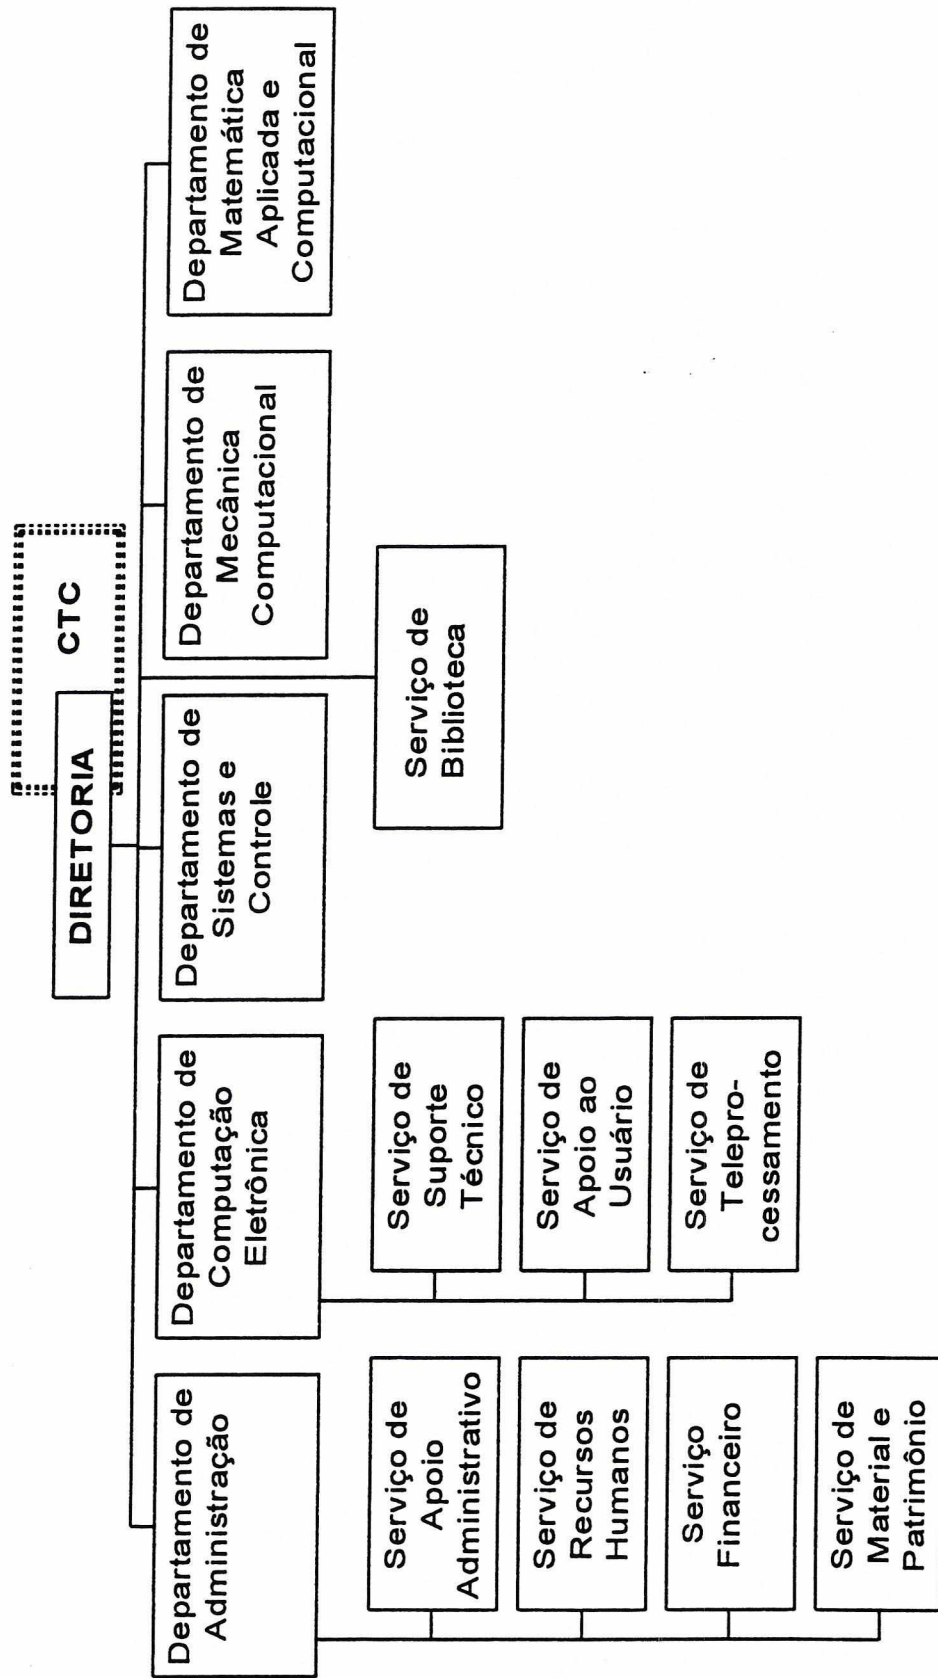 CTC
DIRETORIA
Departamento de
Administração
Departamento de
Computação
Eletrônica
Departamento de
Sistemas e
Controle
Departamento de
Mecânica
Computacional
Departamento de
Matemática
Aplicada e
Computacional
Serviço de
Apoio
Administrativo
Serviço de
Recursos
Humanos
Serviço
Financeiro
Serviço de
Material e
Patrimônio
Serviço de
Suporte
Técnico
Serviço de
Apoio ao
Usuário
Serviço de
Telepro-
cessamento
Serviço de
Biblioteca